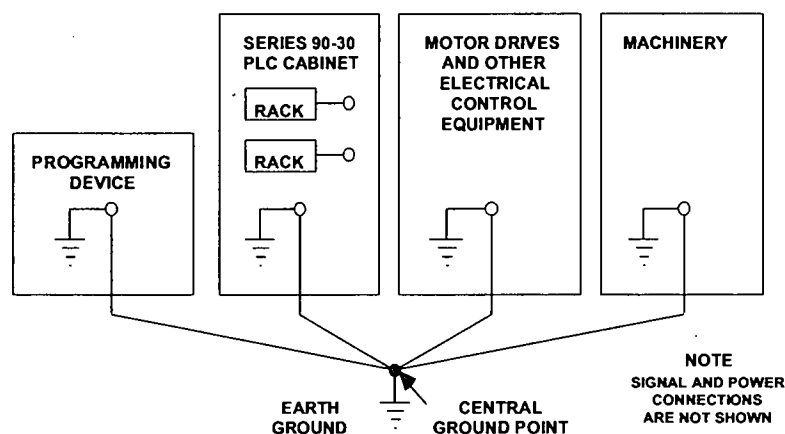 PROGRAMMING
DEVICE
SERIES 90-30
PLC CABINET
RACK
RACK
MOTOR DRIVES
AND OTHER
ELECTRICAL
CONTROL
EQUIPMENT
MACHINERY
EARTH
GROUND
CENTRAL
GROUND POINT
NOTE
SIGNAL AND POWER
CONNECTIONS
ARE NOT SHOWN